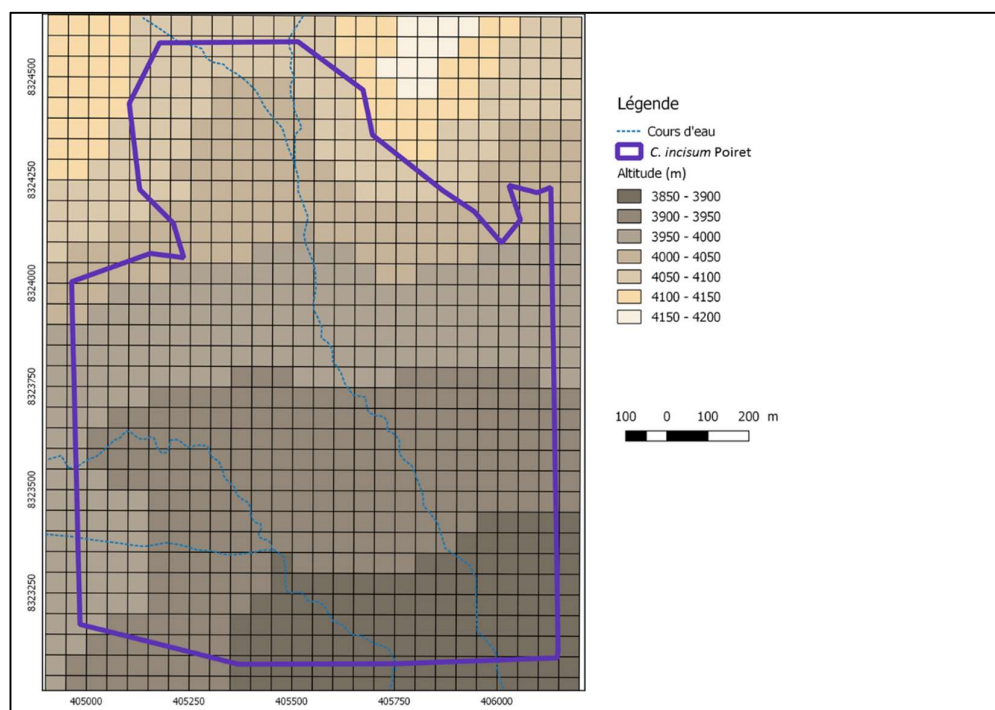 8324500
8324250
8324000
8323750
8323500
8323250
405000 405250 405500 405750 406000
Légende
Cours d'eau
C. incisum Poiret
Altitude (m)
3850 - 3900
3900 - 3950
3950 - 4000
4000 - 4050
4050 - 4100
4100 - 4150
4150 - 4200
100 0 100 200 m